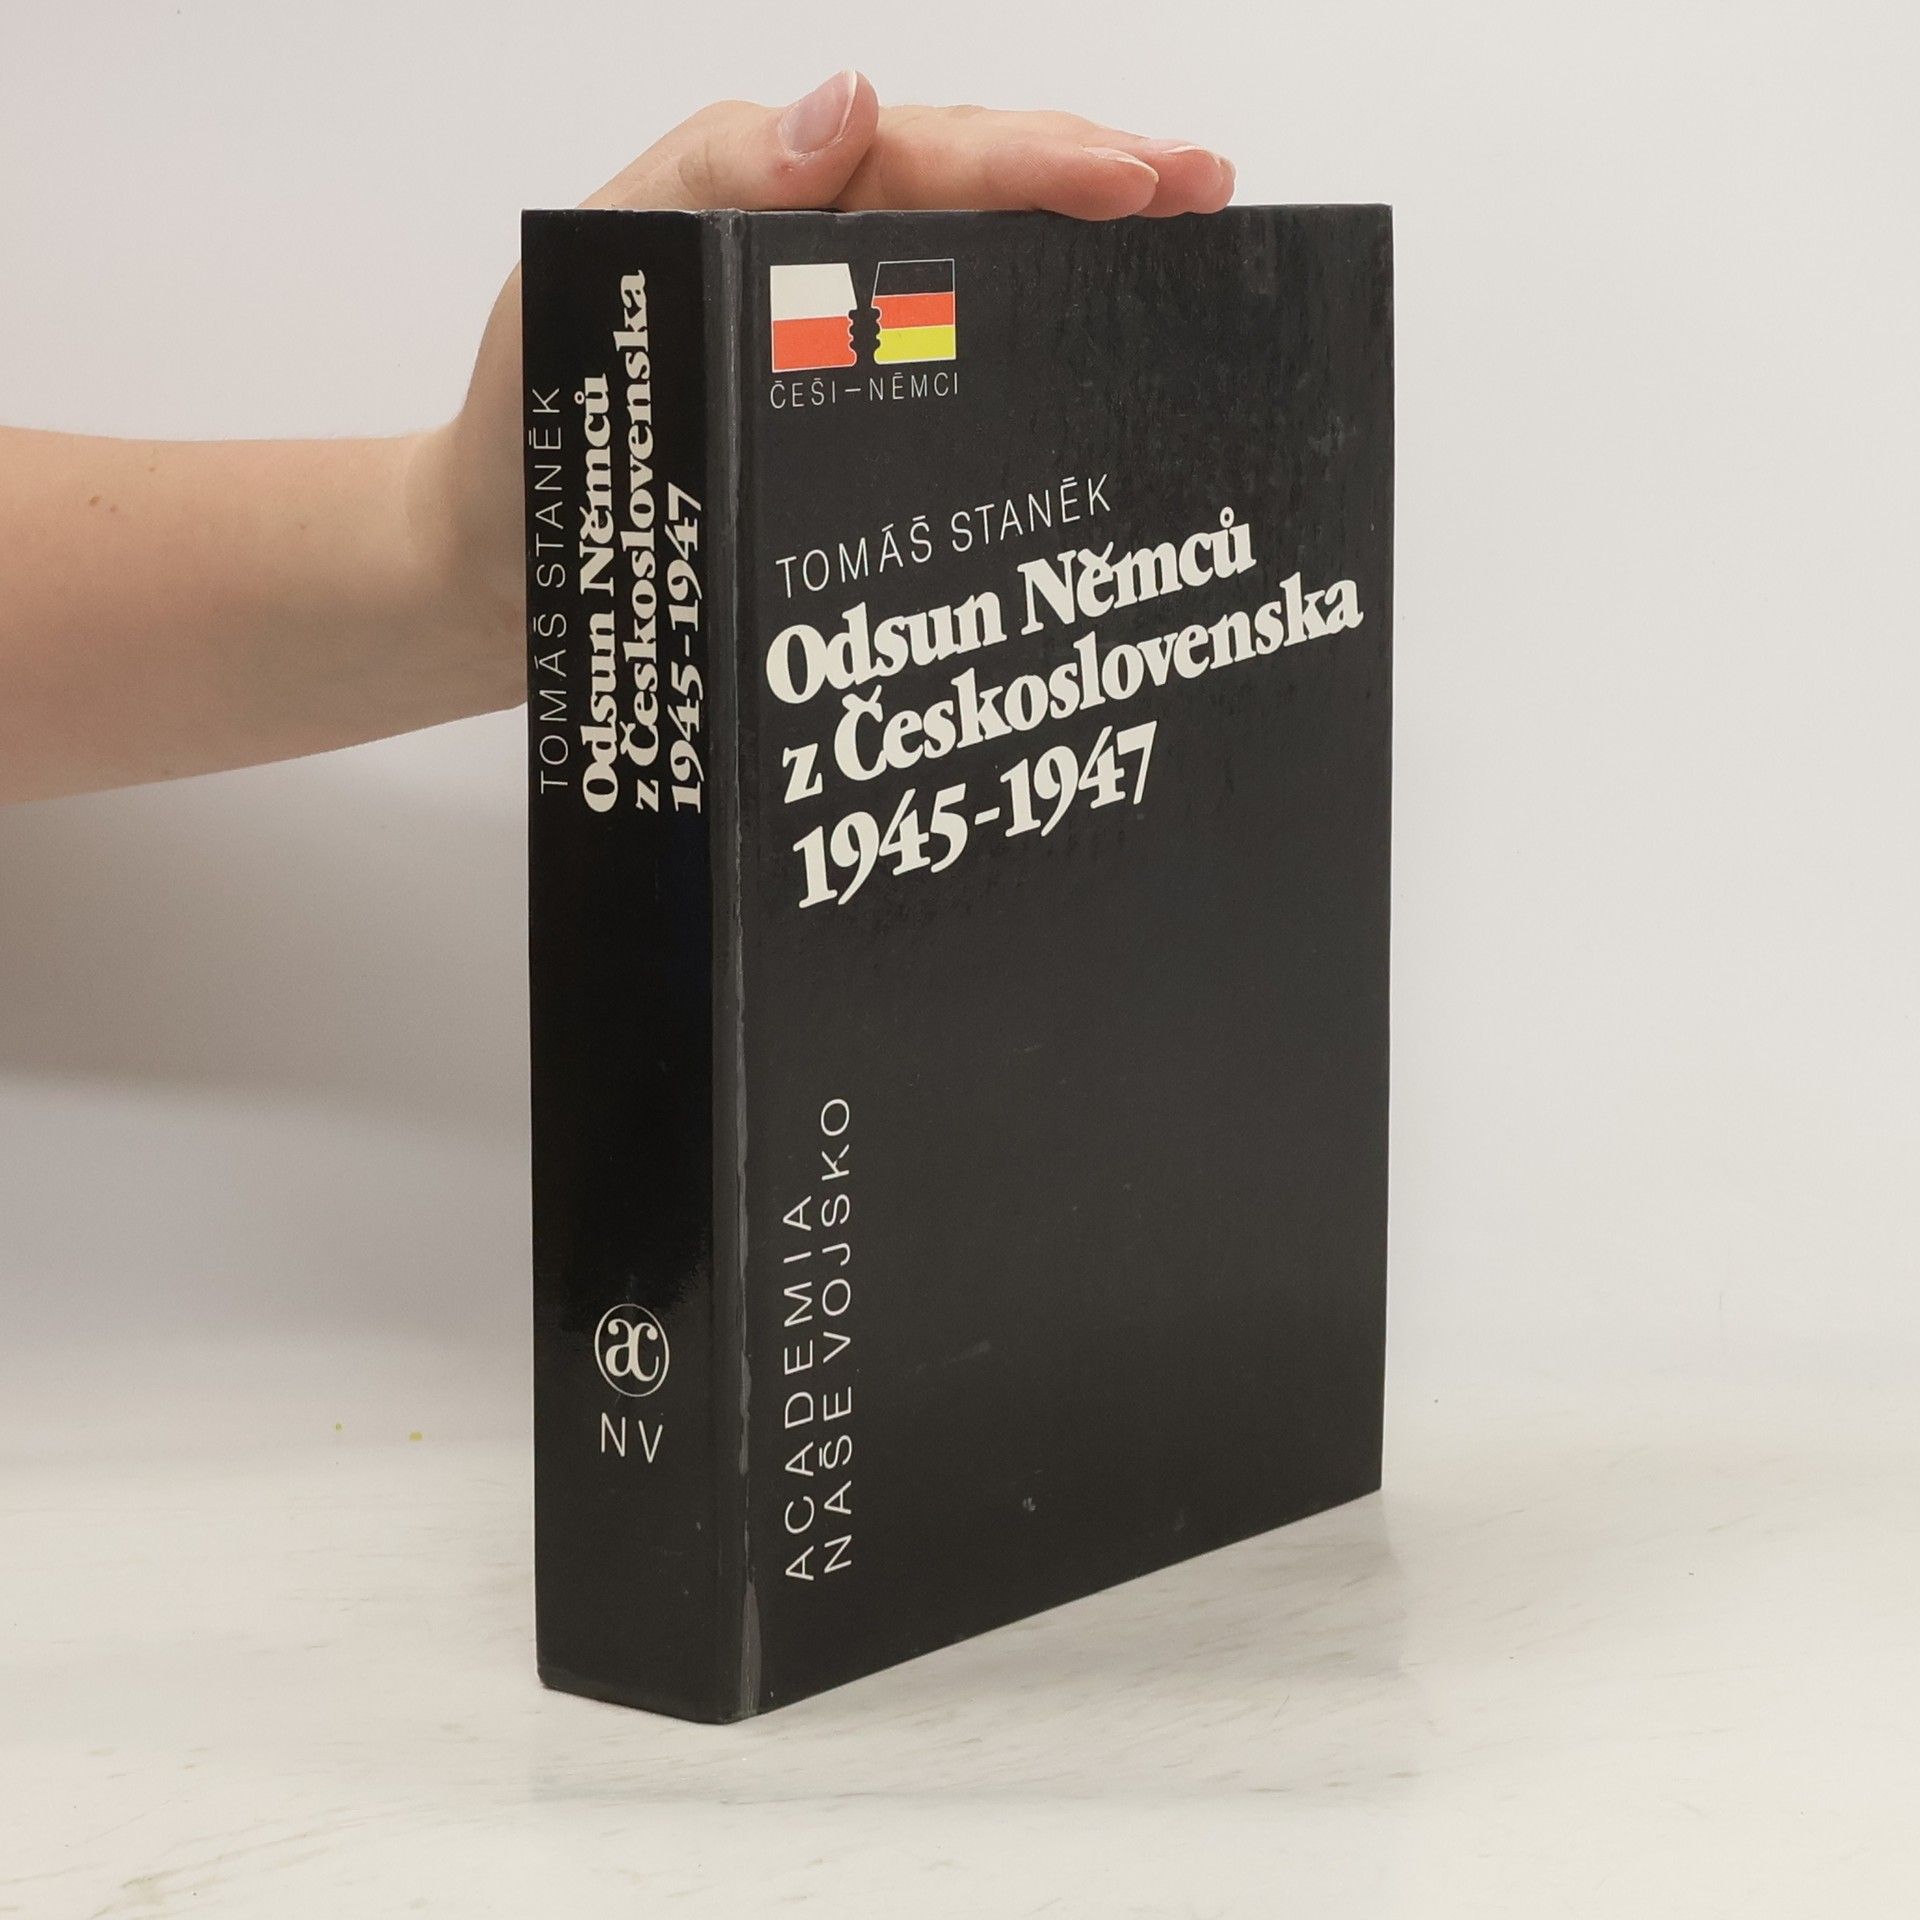 TOMÁŠ STANĚK
Odsun Němců
z Československa
1945-1947
ac
NV
ČEŠI–NĚMCI
TOMÁŠ STANĚK
Odsun Němců
z Československa
1945-1947
ACADEMIA
NAŠE VOJSKO